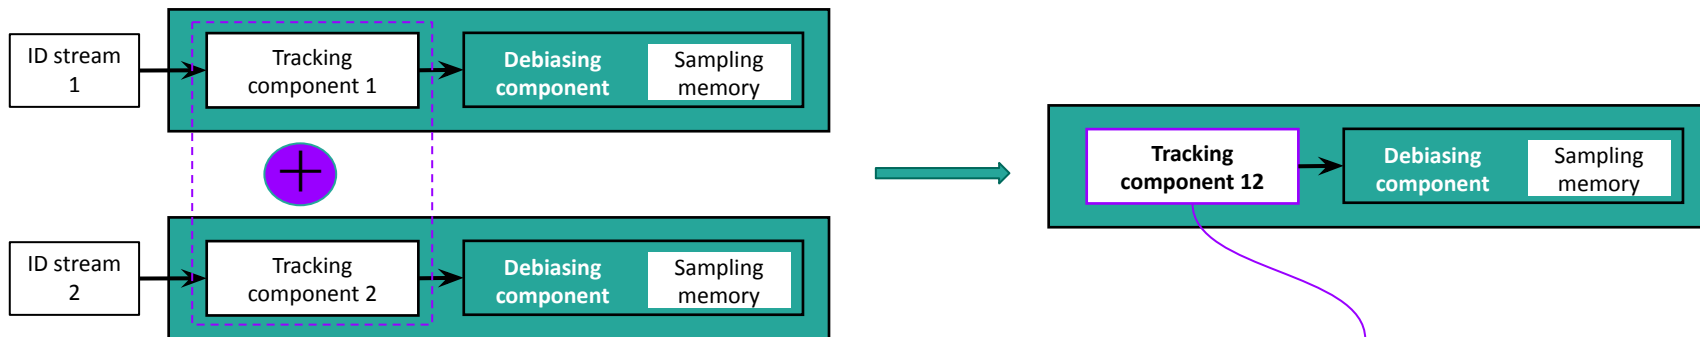 ID stream
1
Tracking
component 1
Debiasing
component
Sampling
memory
ID stream
2
Tracking
component 2
Debiasing
component
Sampling
memory
Tracking
component 12
Debiasing
component
Sampling
memory